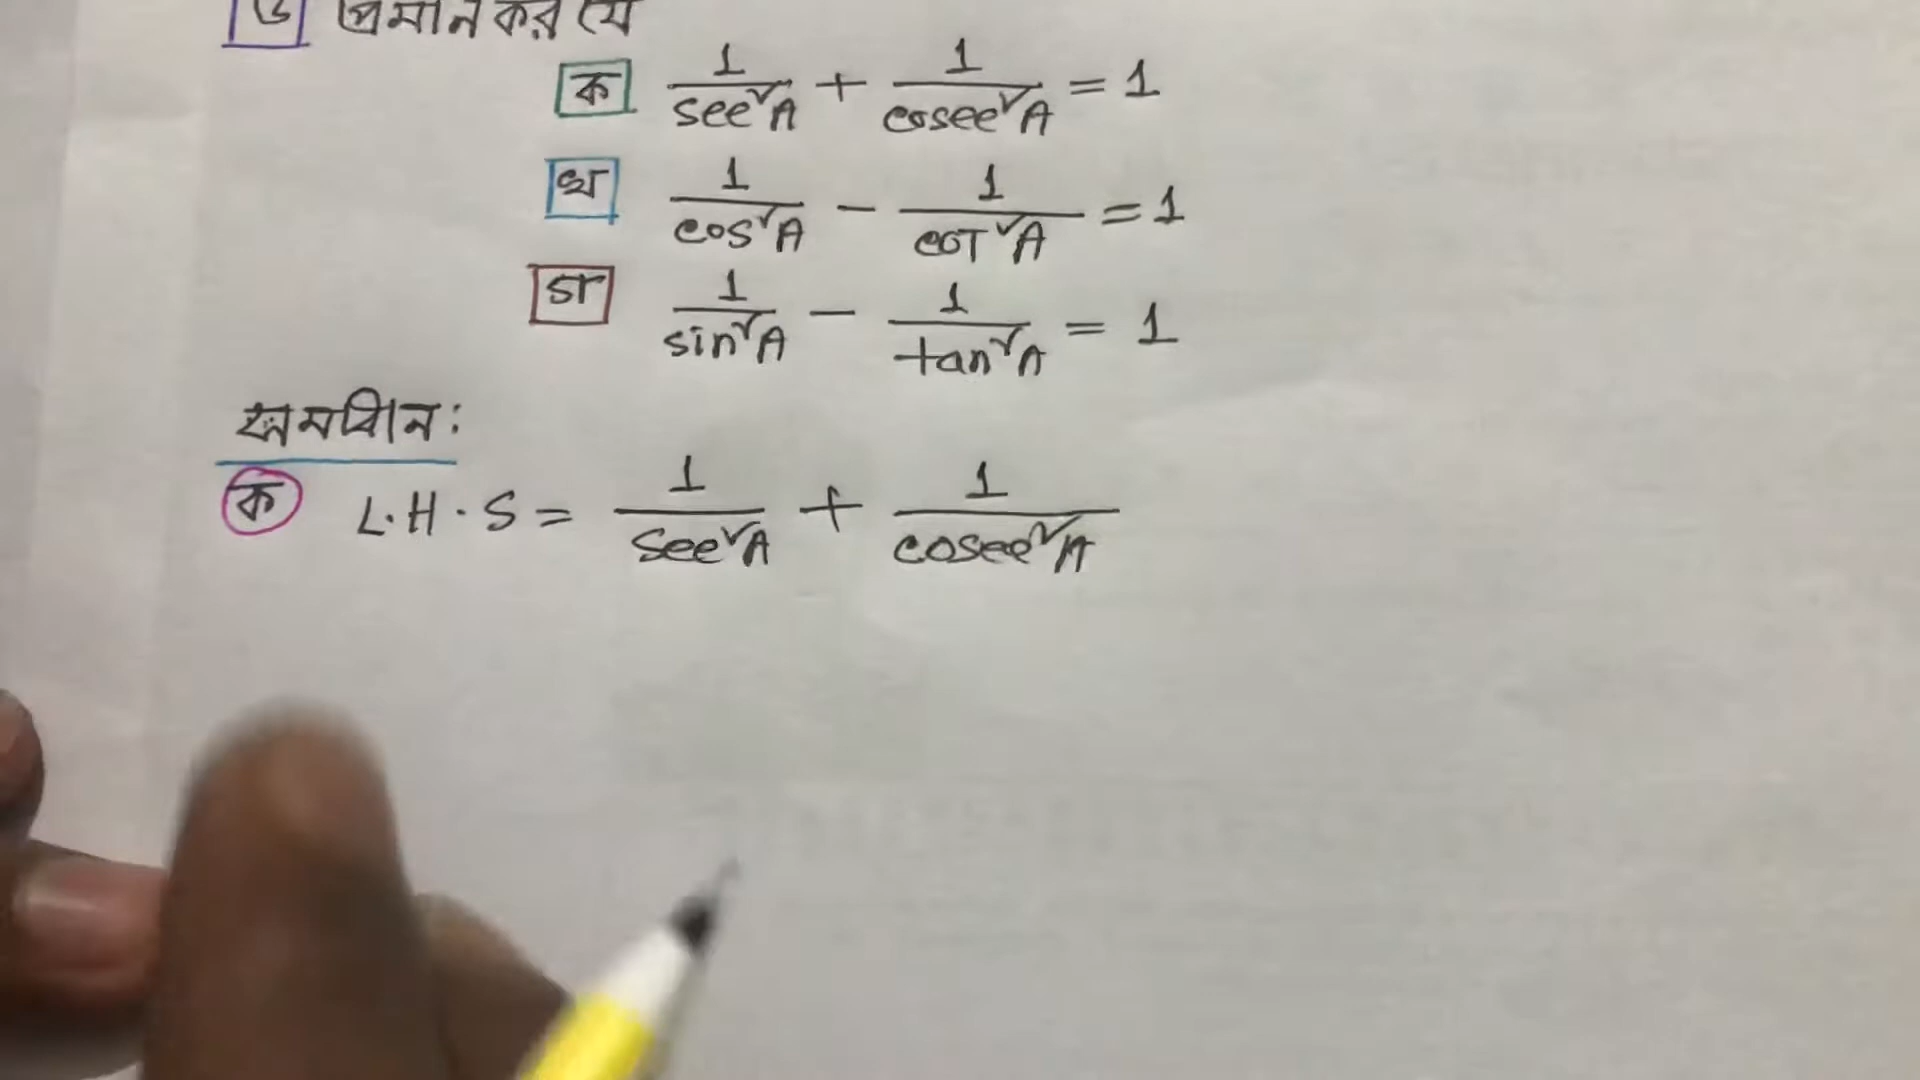 ৬ প্রমান কর যে
ক 1/sec²A + 1/cosec²A = 1
খ 1/cos²A - 1/cot²A = 1
গ 1/sin²A - 1/tan²A = 1
সমাধান:
ক L.H.S = 1/sec²A + 1/cosec²A